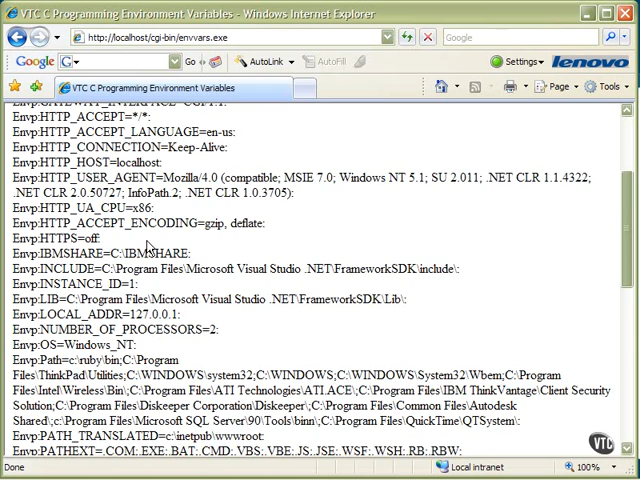 VTC C Programming Environment Variables - Windows Internet Explorer
http://localhost/cgi-bin/envvars.exe
Google
Google
G
Go
AutoLink
AutoFill
Settings
lenovo
VTC C Programming Environment Variables
Page
Tools
Envp:GATEWAY_INTERFACE=CGI/1.1:
Envp:HTTP_ACCEPT=*/*:
Envp:HTTP_ACCEPT_LANGUAGE=en-us:
Envp:HTTP_CONNECTION=Keep-Alive:
Envp:HTTP_HOST=localhost:
Envp:HTTP_USER_AGENT=Mozilla/4.0 (compatible; MSIE 7.0; Windows NT 5.1; SU 2.011; .NET CLR 1.1.4322;
.NET CLR 2.0.50727; InfoPath.2; .NET CLR 1.0.3705):
Envp:HTTP_UA_CPU=x86:
Envp:HTTP_ACCEPT_ENCODING=gzip, deflate:
Envp:HTTPS=off:
Envp:IBMSHARE=C:\IBMSHARE:
Envp:INCLUDE=C:\Program Files\Microsoft Visual Studio .NET\FrameworkSDK\include\:
Envp:INSTANCE_ID=1:
Envp:LIB=C:\Program Files\Microsoft Visual Studio .NET\FrameworkSDK\Lib\:
Envp:LOCAL_ADDR=127.0.0.1:
Envp:NUMBER_OF_PROCESSORS=2:
Envp:OS=Windows_NT:
Envp:Path=c:\ruby\bin;C:\Program
Files\ThinkPad\Utilities;C:\WINDOWS\system32;C:\WINDOWS;C:\WINDOWS\System32\Wbem;C:\Program
Files\Intel\Wireless\Bin\;C:\Program Files\ATI Technologies\ATI.ACE\;C:\Program Files\IBM ThinkVantage\Client Security
Solution;C:\Program Files\Diskeeper Corporation\Diskeeper\;C:\Program Files\Common Files\Autodesk
Shared\;c:\Program Files\Microsoft SQL Server\90\Tools\binn\;C:\Program Files\QuickTime\QTSystem\:
Envp:PATH_TRANSLATED=c:\inetpub\wwwroot:
Envp:PATHEXT=.COM;.EXE;.BAT;.CMD;.VBS;.VBE;.JS;.JSE;.WSF;.WSH;.RB;.RBW:
VTC
Done
Local intranet
100%